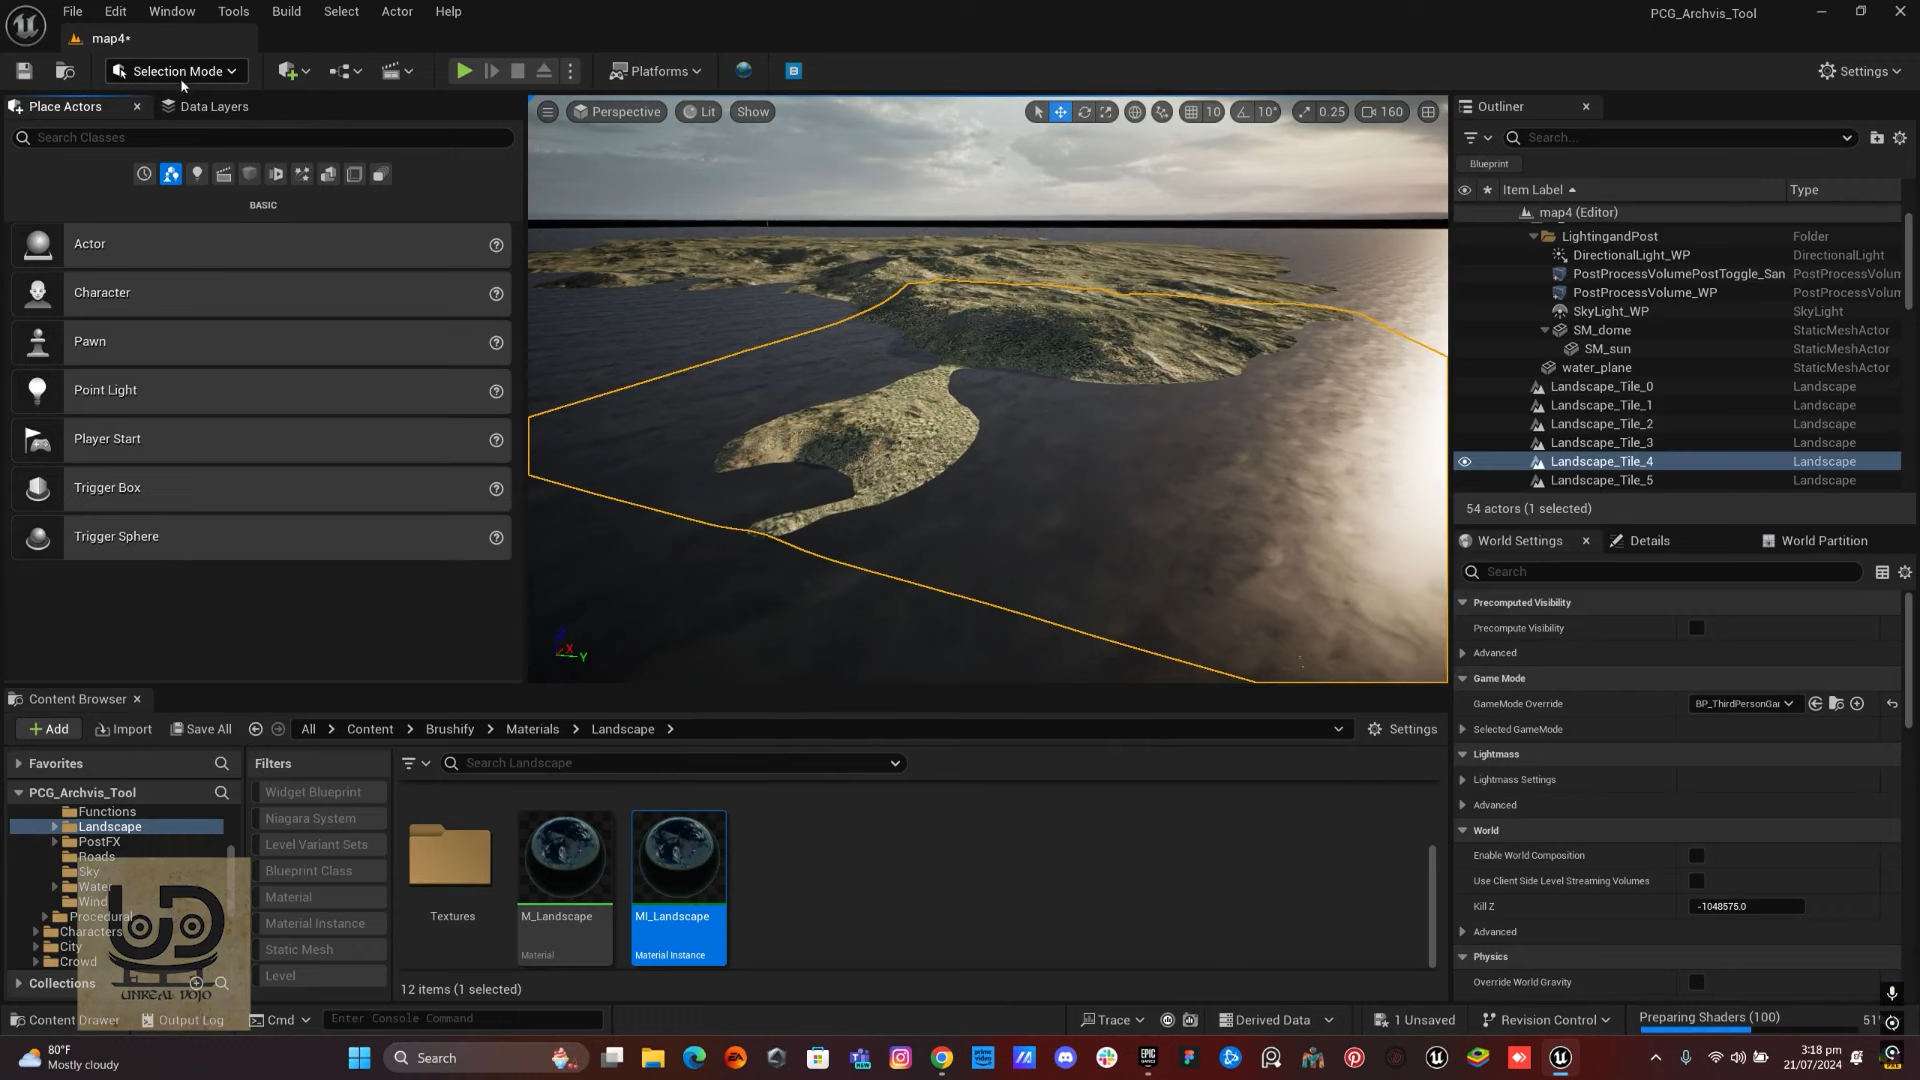 File Edit Window Tools Build Select Actor Help
PCG_Archvis_Tool
map4*
Selection Mode
Platforms
Settings
Place Actors
Data Layers
Search Classes
BASIC
Actor
Character
Pawn
Point Light
Player Start
Trigger Box
Trigger Sphere
Perspective Lit Show
10 10° 0.25 160
X
Y
Outliner
Search...
Blueprint
Item Label Type
map4 (Editor)
LightingandPost Folder
DirectionalLight_WP DirectionalLight
PostProcessVolumePostToggle_San PostProcessVolun
PostProcessVolume_WP PostProcessVolun
SkyLight_WP SkyLight
SM_dome StaticMeshActor
SM_sun StaticMeshActor
water_plane StaticMeshActor
Landscape_Tile_0 Landscape
Landscape_Tile_1 Landscape
Landscape_Tile_2 Landscape
Landscape_Tile_3 Landscape
Landscape_Tile_4 Landscape
Landscape_Tile_5 Landscape
54 actors (1 selected)
World Settings Details World Partition
Search
Precomputed Visibility
Precompute Visibility
Advanced
Game Mode
GameMode Override BP_ThirdPersonGar
Selected GameMode
Lightmass
Lightmass Settings
Advanced
World
Enable World Composition
Use Client Side Level Streaming Volumes
Kill Z -1048575.0
Advanced
Physics
Override World Gravity
Content Browser
Add Import Save All All Content Brushify Materials Landscape Settings
Favorites
PCG_Archvis_Tool
Functions
Landscape
PostFX
Roads
Sky
Water
Wind
Procedural
Characters
City
Crowd
Collections
UNREAL DOJO
Filters
Widget Blueprint
Niagara System
Level Variant Sets
Blueprint Class
Material
Material Instance
Static Mesh
Level
Search Landscape
Textures
M_Landscape
Material
MI_Landscape
Material Instance
12 items (1 selected)
Content Drawer Output Log Cmd Enter Console Command
Trace Derived Data 1 Unsaved Revision Control Preparing Shaders (100)
80°F
Mostly cloudy
Search
3:18 pm
21/07/2024